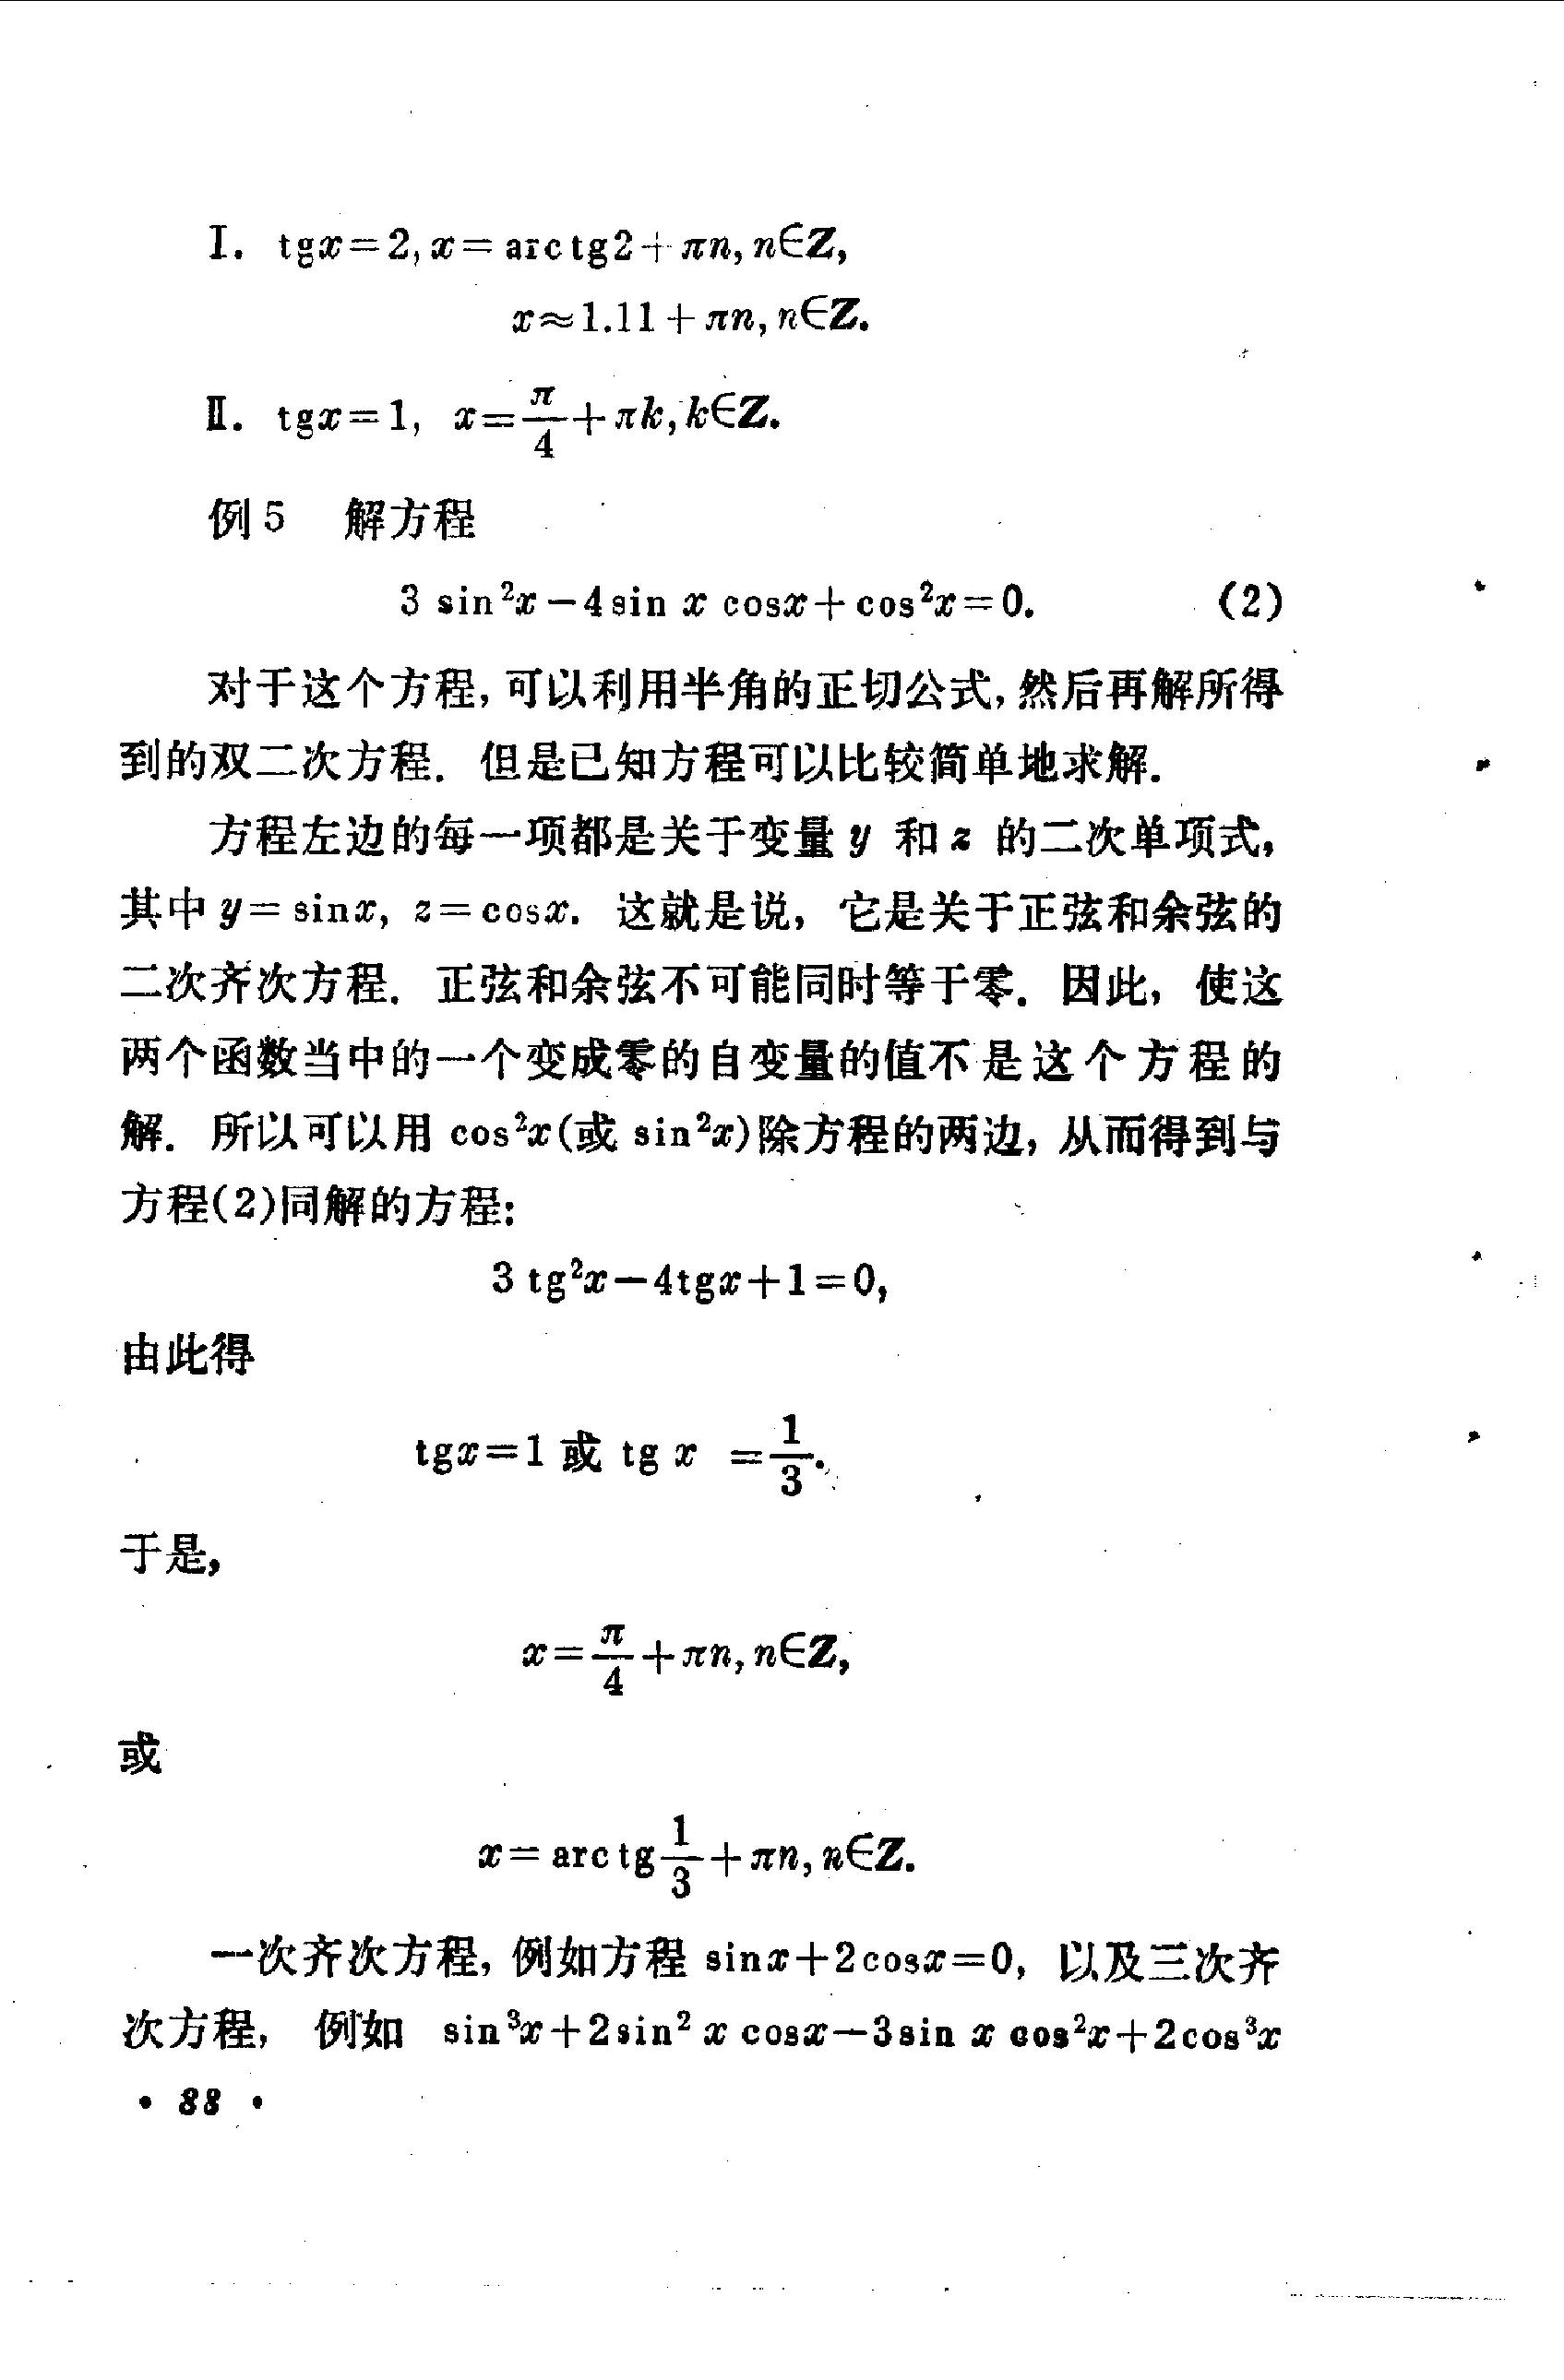 Ⅰ. tgx=2, x=arctg2+πn, n∈Z,
x≈1.11+πn, n∈Z.
Ⅱ. tgx=1, x=π/4+πk, k∈Z.
例5 解方程
3 sin²x-4sin x cosx+cos²x=0. (2)
对于这个方程,可以利用半角的正切公式,然后再解所得
到的双二次方程. 但是已知方程可以比较简单地求解.
方程左边的每一项都是关于变量 y 和 z 的二次单项式,
其中 y=sinx, z=cosx. 这就是说, 它是关于正弦和余弦的
二次齐次方程. 正弦和余弦不可能同时等于零. 因此, 使这
两个函数当中的一个变成零的自变量的值不是这个方程的
解. 所以可以用 cos²x(或 sin²x)除方程的两边, 从而得到与
方程(2)同解的方程:
3 tg²x-4tgx+1=0,
由此得
tgx=1 或 tg x =1/3.
于是,
x=π/4+πn, n∈Z,
或
x=arctg1/3+πn, n∈Z.
一次齐次方程, 例如方程 sinx+2cosx=0, 以及三次齐
次方程, 例如 sin³x+2sin² x cosx-3sin x cos²x+2cos³x
• 88 •